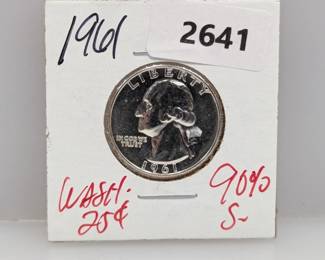 1961
2641
LIBERTY
IN GOD WE
TRUST
1961
WASH.
25¢
90%
S-